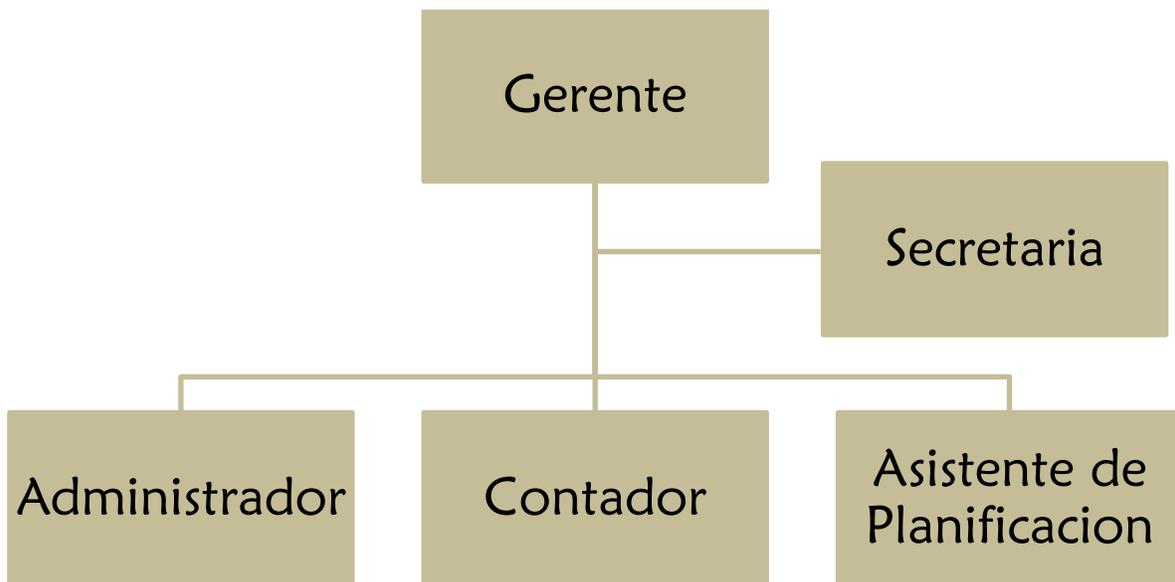 Gerente
Secretaria
Administrador
Contador
Asistente de
Planificacion